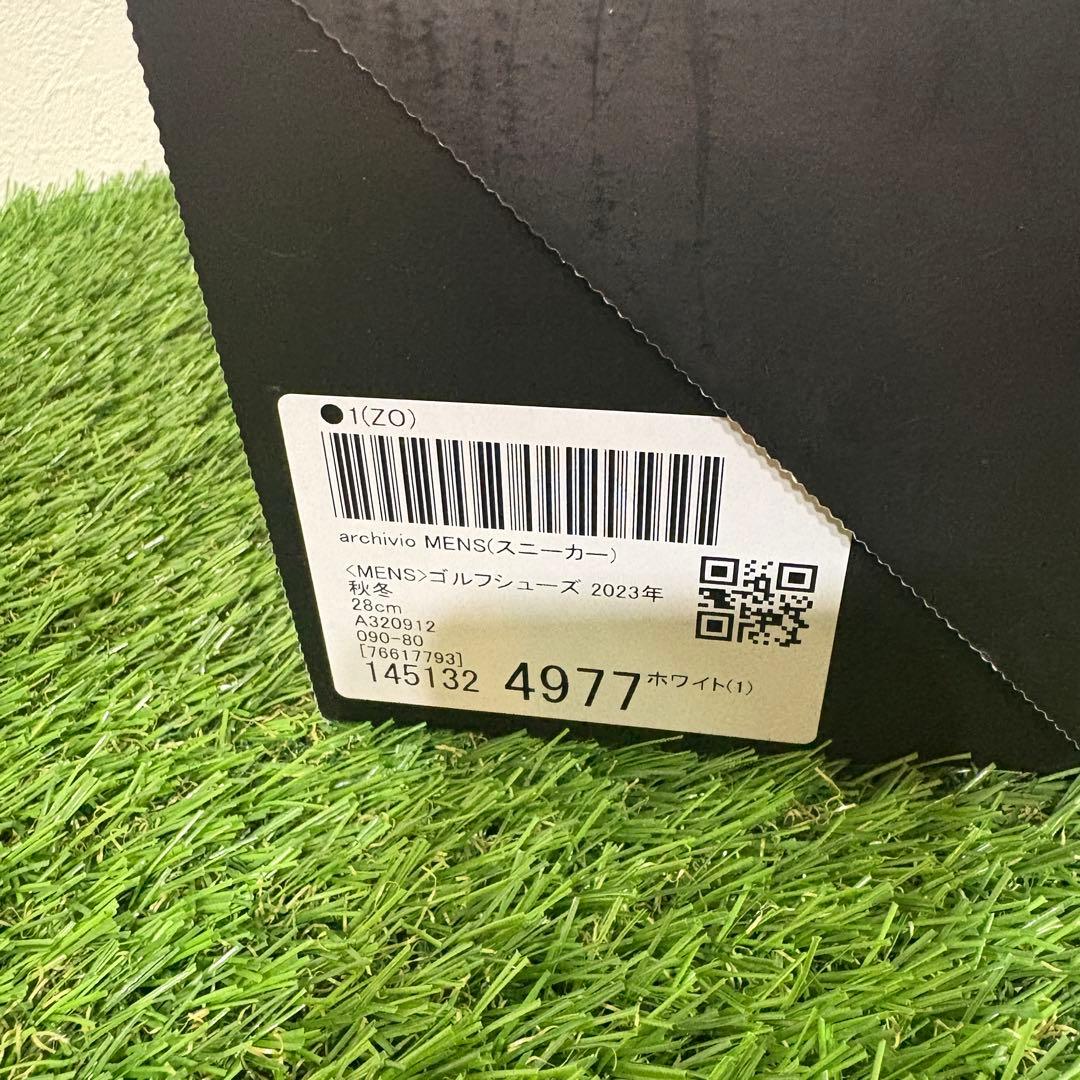 ●1(ZO)
archivio MENS(スニーカー)
<MENS>ゴルフシューズ 2023年
秋冬
28cm
A320912
090-80
[76617793]
145132 4977 ホワイト(1)